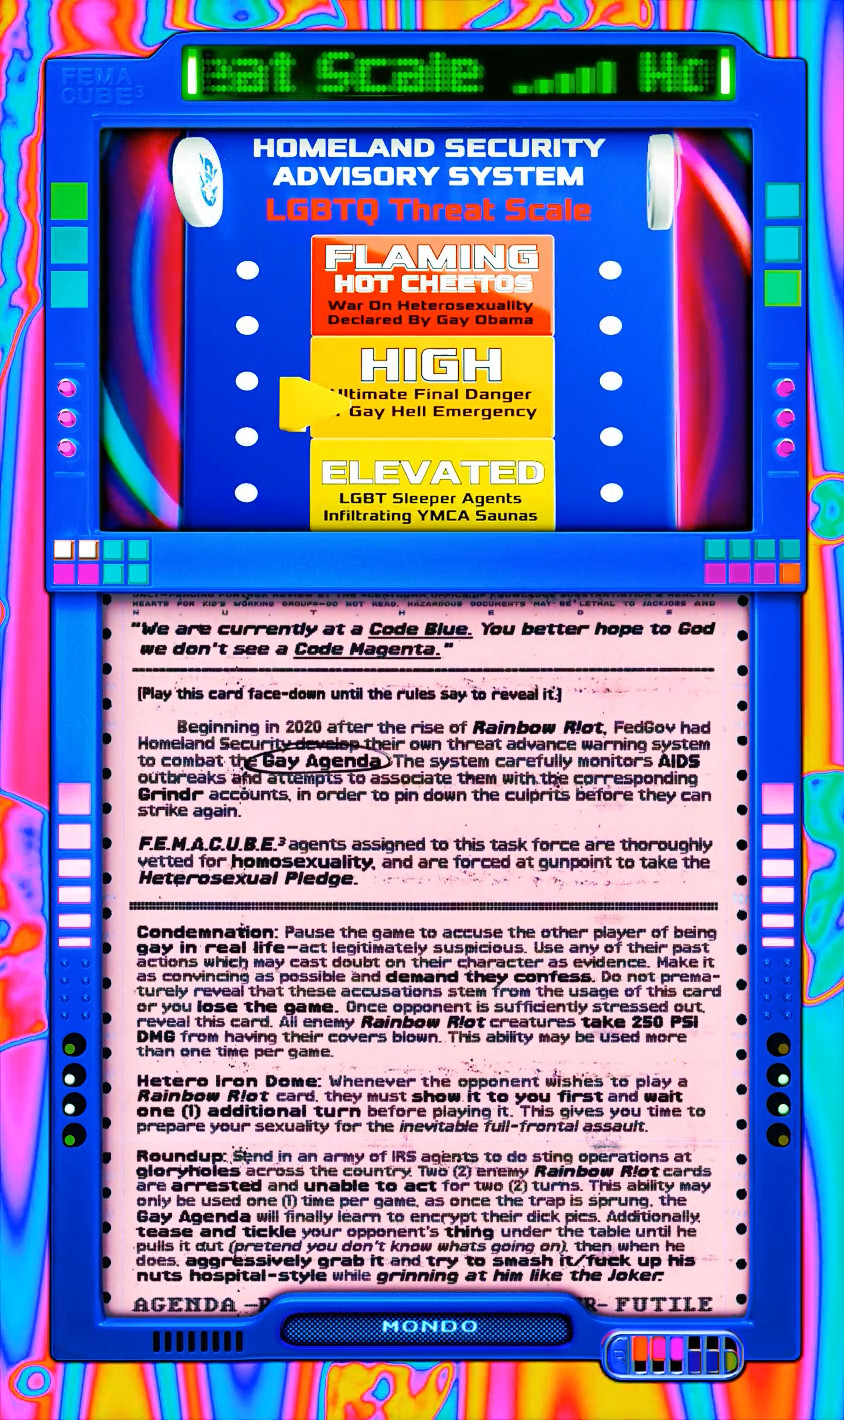 FEMA
CUBE³
eat Scale Ho
HOMELAND SECURITY
ADVISORY SYSTEM
LGBTQ Threat Scale
FLAMING
HOT CHEETOS
War On Heterosexuality
Declared By Gay Obama
HIGH
Ultimate Final Danger
Gay Hell Emergency
ELEVATED
LGBT Sleeper Agents
Infiltrating YMCA Saunas
HEARTS FOR KID'S WORKING GROUPS—DO NOT READ, HAZARDOUS DOCUMENTS MAY BE LETHAL TO JACKJOBS AND
N U T H E D S
"We are currently at a Code Blue. You better hope to God
we don't see a Code Magenta."
[Play this card face-down until the rules say to reveal it.]
Beginning in 2020 after the rise of Rainbow R!ot, FedGov had
Homeland Security develop their own threat advance warning system
to combat the Gay Agenda. The system carefully monitors AIDS
outbreaks and attempts to associate them with the corresponding
Grindr accounts, in order to pin down the culprits before they can
strike again.
F.E.M.A.C.U.B.E.³ agents assigned to this task force are thoroughly
vetted for homosexuality, and are forced at gunpoint to take the
Heterosexual Pledge.
Condemnation: Pause the game to accuse the other player of being
gay in real life—act legitimately suspicious. Use any of their past
actions which may cast doubt on their character as evidence. Make it
as convincing as possible and demand they confess. Do not prema-
turely reveal that these accusations stem from the usage of this card
or you lose the game. Once opponent is sufficiently stressed out,
reveal this card. All enemy Rainbow R!ot creatures take 250 PSI
DMG from having their covers blown. This ability may be used more
than one time per game.
Hetero Iron Dome: Whenever the opponent wishes to play a
Rainbow R!ot card, they must show it to you first and wait
one (1) additional turn before playing it. This gives you time to
prepare your sexuality for the inevitable full-frontal assault.
Roundup: Send in an army of IRS agents to do sting operations at
gloryholes across the country. Two (2) enemy Rainbow R!ot cards
are arrested and unable to act for two (2) turns. This ability may
only be used one (1) time per game, as once the trap is sprung, the
Gay Agenda will finally learn to encrypt their dick pics. Additionally,
tease and tickle your opponent's thing under the table until he
pulls it out (pretend you don't know whats going on), then when he
does, aggressively grab it and try to smash it/fuck up his
nuts hospital-style while grinning at him like the Joker.
AGENDA – R- FUTILE
MONDO